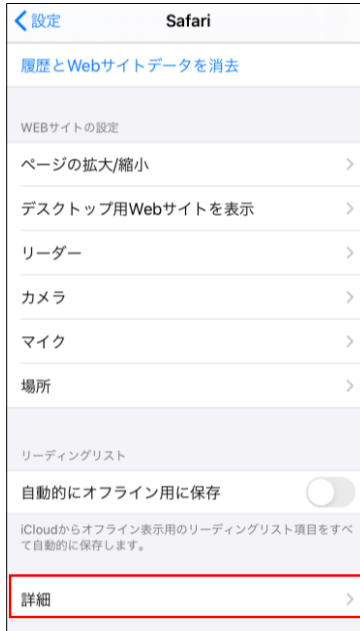 設定
Safari
履歴とWebサイトデータを消去
WEBサイトの設定
ページの拡大/縮小
デスクトップ用Webサイトを表示
リーダー
カメラ
マイク
場所
リーディングリスト
自動的にオフライン用に保存
iCloudからオフライン表示用のリーディングリスト項目をすべ
て自動的に保存します。
詳細